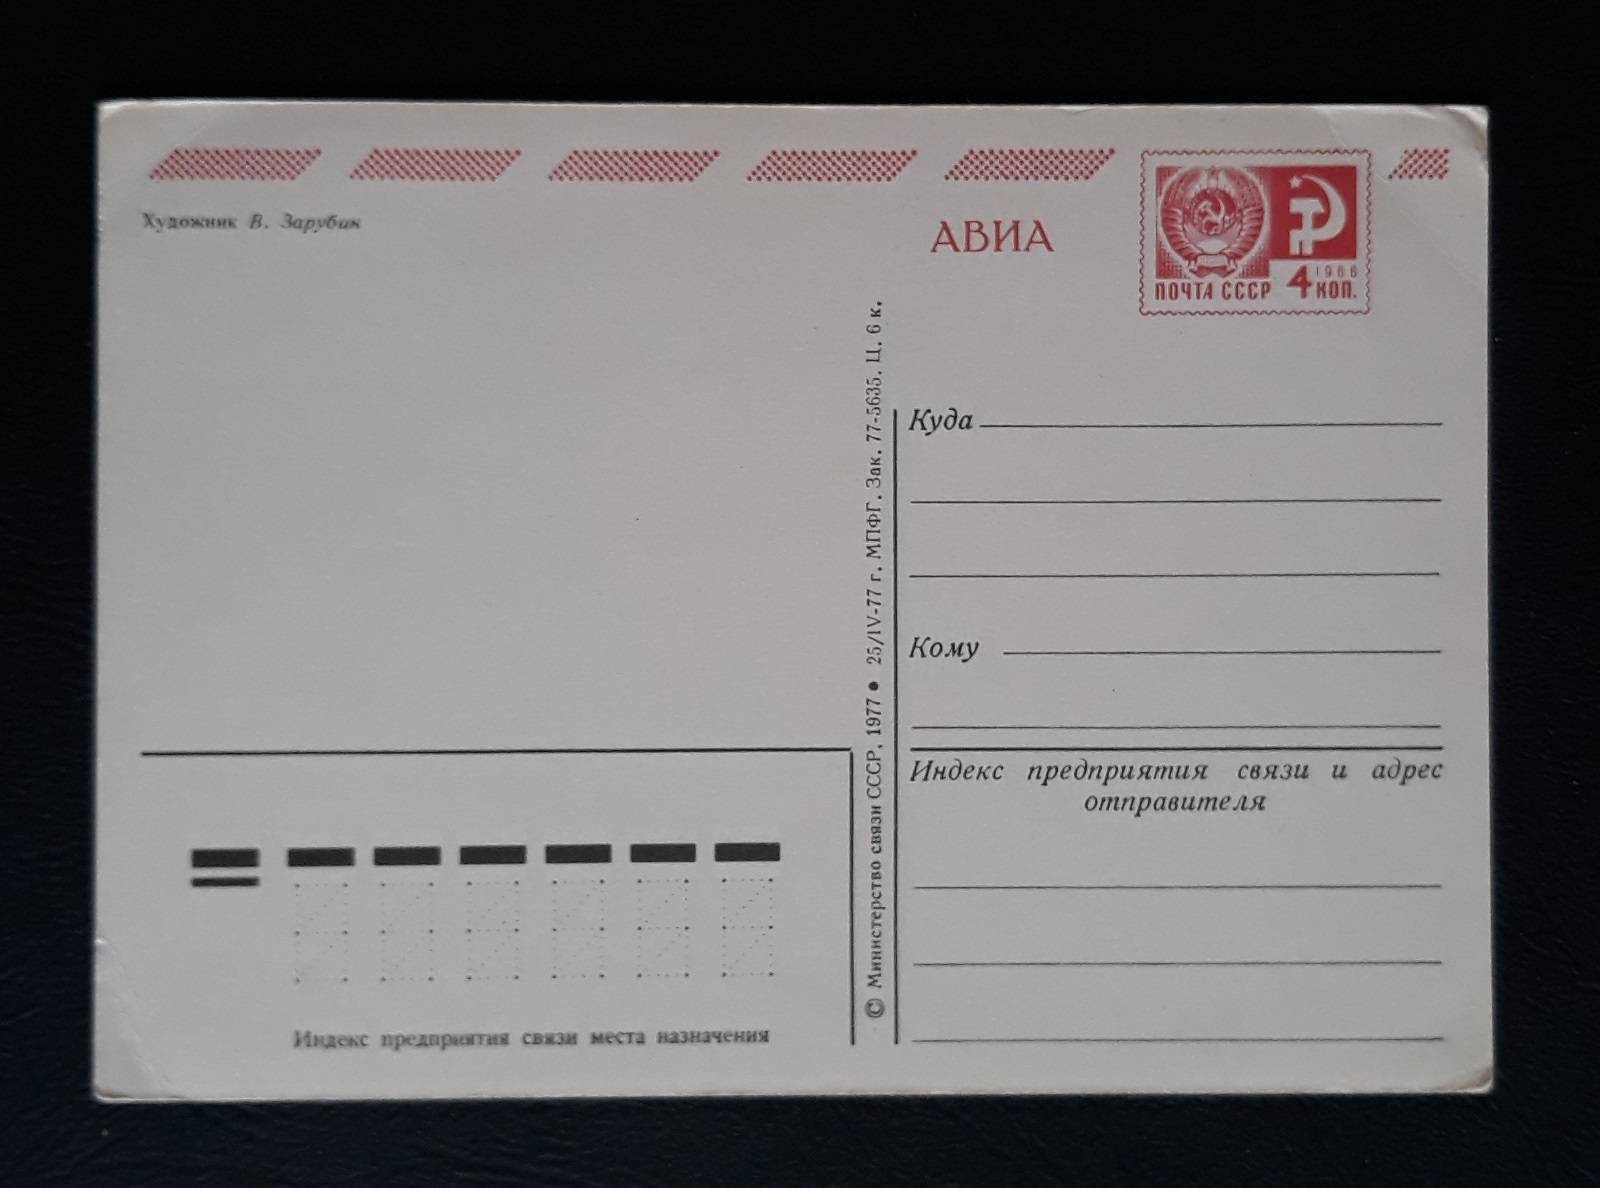 Художник В. Зарубин
АВИА
1966
ПОЧТА СССР 4 КОП.
© Министерство связи СССР, 1977 ● 25/IV-77 г. МПФГ. Зак. 77-5635. Ц. 6 к.
Куда
Кому
Индекс предприятия связи и адрес
отправителя
Индекс предприятия связи места назначения